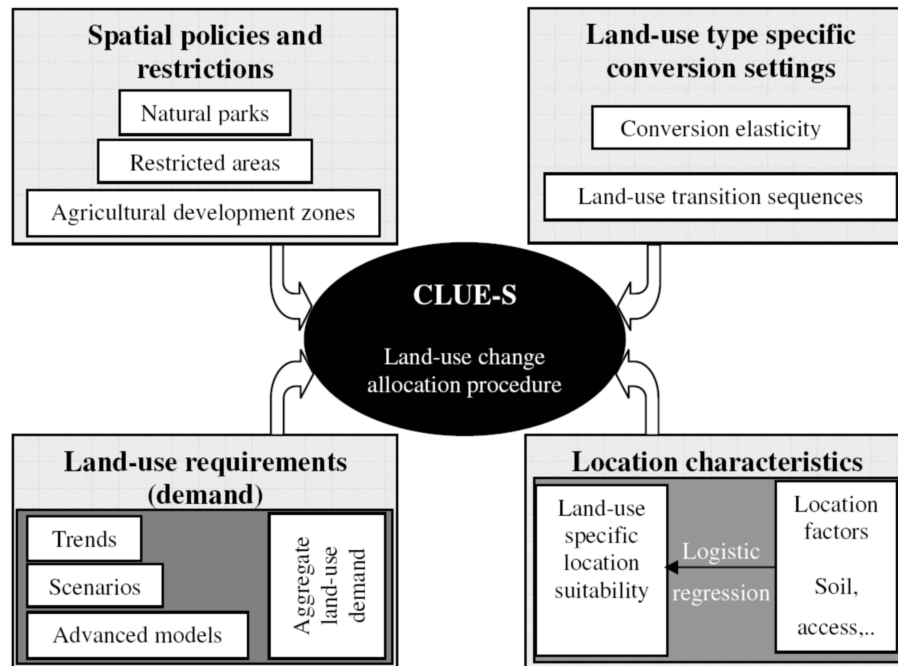 Spatial policies and
restrictions
Natural parks
Restricted areas
Agricultural development zones
Land-use type specific
conversion settings
Conversion elasticity
Land-use transition sequences
CLUE-S
Land-use change
allocation procedure
Land-use requirements
(demand)
Trends
Scenarios
Advanced models
Aggregate
land-use
demand
Location characteristics
Land-use
specific
location
suitability
Logistic
regression
Location
factors
Soil,
access,..